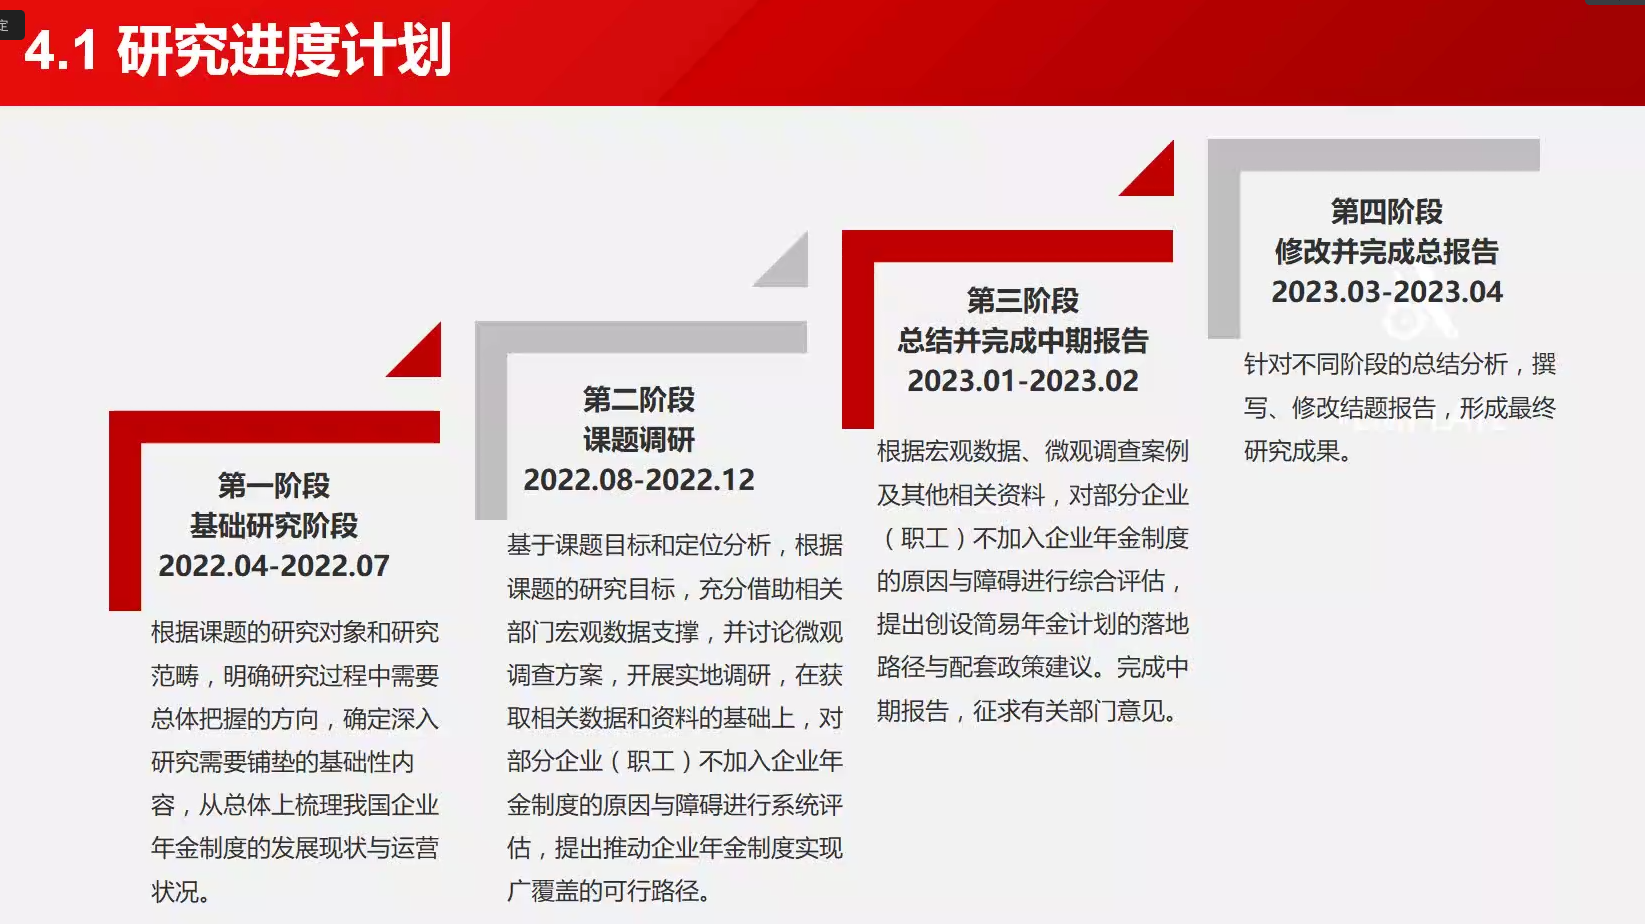 定
4.1 研究进度计划
第一阶段
基础研究阶段
2022.04-2022.07
根据课题的研究对象和研究
范畴，明确研究过程中需要
总体把握的方向，确定深入
研究需要铺垫的基础性内
容，从总体上梳理我国企业
年金制度的发展现状与运营
状况。
第二阶段
课题调研
2022.08-2022.12
基于课题目标和定位分析，根据
课题的研究目标，充分借助相关
部门宏观数据支撑，并讨论微观
调查方案，开展实地调研，在获
取相关数据和资料的基础上，对
部分企业（职工）不加入企业年
金制度的原因与障碍进行系统评
估，提出推动企业年金制度实现
广覆盖的可行路径。
第三阶段
总结并完成中期报告
2023.01-2023.02
根据宏观数据、微观调查案例
及其他相关资料，对部分企业
（职工）不加入企业年金制度
的原因与障碍进行综合评估，
提出创设简易年金计划的落地
路径与配套政策建议。完成中
期报告，征求有关部门意见。
第四阶段
修改并完成总报告
2023.03-2023.04
针对不同阶段的总结分析，撰
写、修改结题报告，形成最终
研究成果。